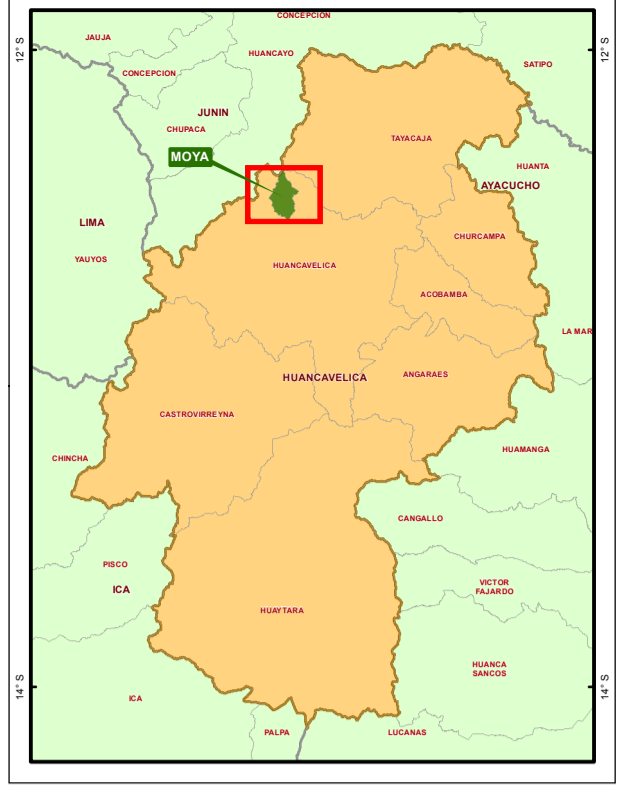 CONCEPCION
JAUJA
12° S
12° S
HUANCAYO
SATIPO
CONCEPCION
JUNIN
CHUPACA
TAYACAJA
MOYA
HUANTA
AYACUCHO
LIMA
CHURCAMPA
YAUYOS
HUANCAVELICA
ACOBAMBA
LA MAR
HUANCAVELICA
ANGARAES
CASTROVIRREYNA
HUAMANGA
CHINCHA
CANGALLO
PISCO
ICA
VICTOR
FAJARDO
HUAYTARA
HUANCA
SANCOS
14° S
14° S
ICA
PALPA
LUCANAS